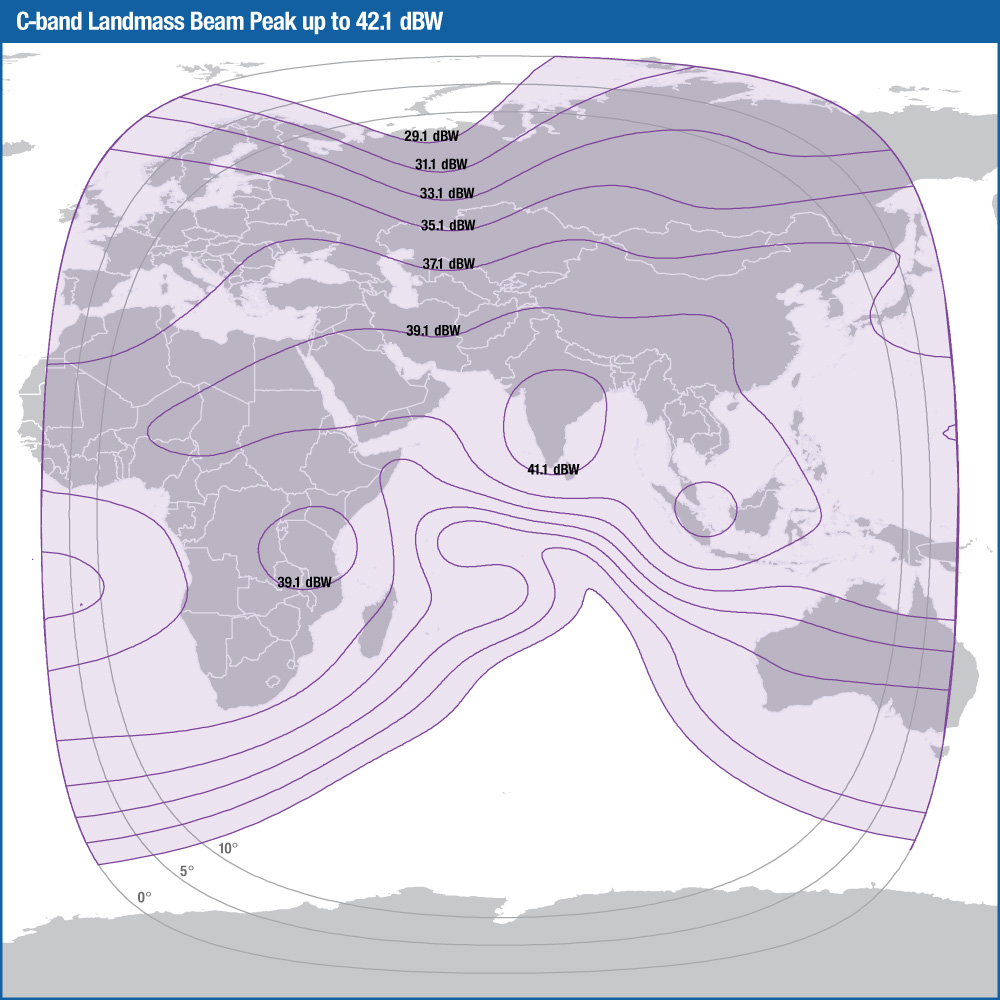 C-band Landmass Beam Peak up to 42.1 dBW
29.1 dBW
31.1 dBW
33.1 dBW
35.1 dBW
37.1 dBW
39.1 dBW
41.1 dBW
39.1 dBW
10°
5°
0°